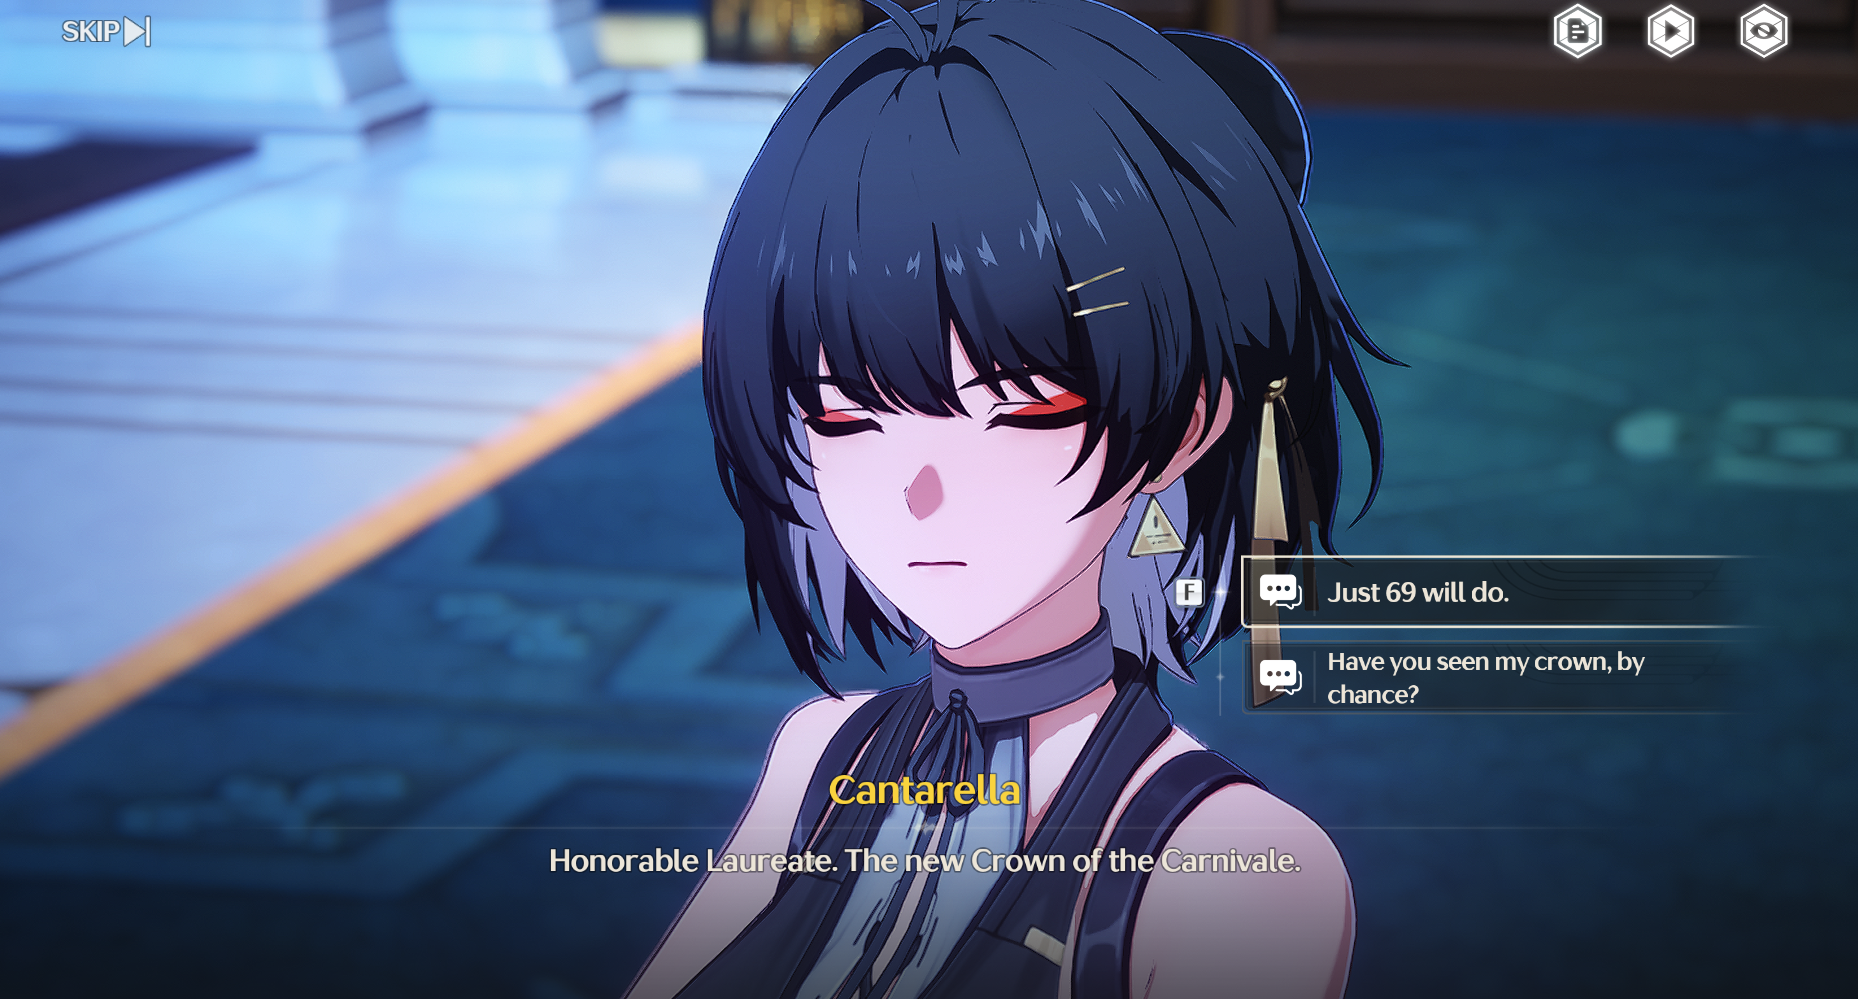 SKIP
F
Just 69 will do.
Have you seen my crown, by
chance?
Cantarella
Honorable Laureate. The new Crown of the Carnivale.